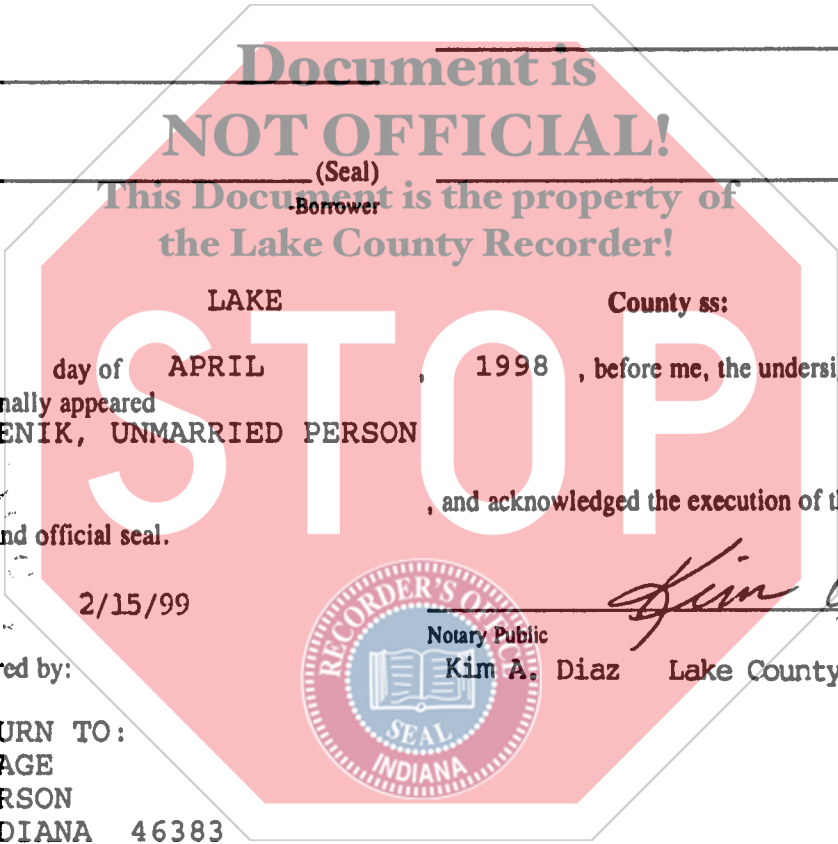 Document is
NOT OFFICIAL!
(Seal)
This Document is the property of
-Borrower
the Lake County Recorder!
LAKE County ss:
STOP
day of APRIL , 1998 , before me, the undersi
nally appeared
ENIK, UNMARRIED PERSON
, and acknowledged the execution of t
nd official seal.
2/15/99
Kim
RECORDER'S OFFICE
Notary Public
red by:
Kim A. Diaz Lake County
SEAL
INDIANA
URN TO:
AGE
RSON
DIANA 46383